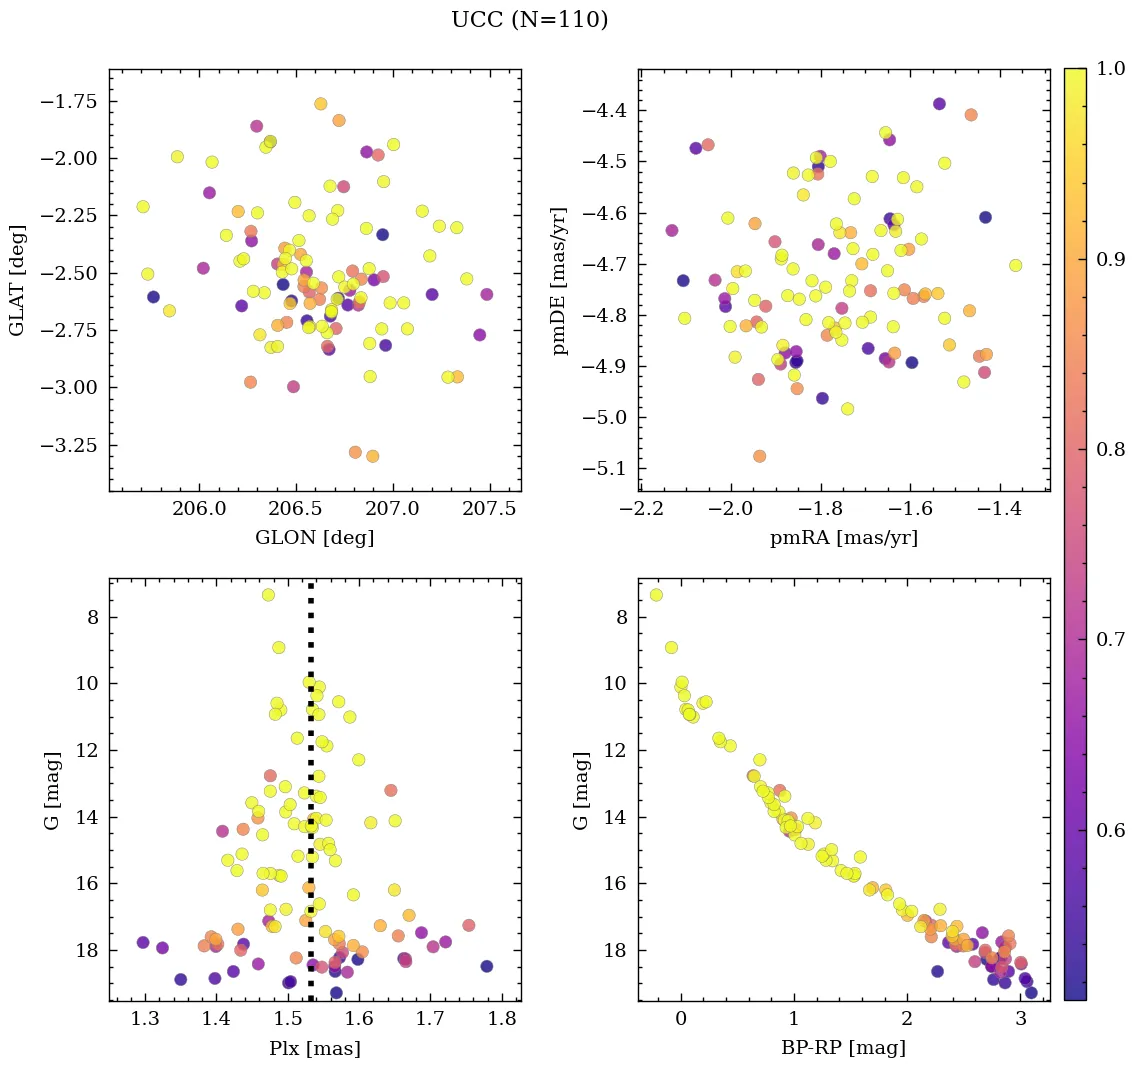 UCC (N=110)
−1.75
−2.00
−2.25
−2.50
−2.75
−3.00
−3.25
GLAT [deg]
206.0 206.5 207.0 207.5
GLON [deg]
−4.4
−4.5
−4.6
−4.7
−4.8
−4.9
−5.0
−5.1
pmDE [mas/yr]
−2.2 −2.0 −1.8 −1.6 −1.4
pmRA [mas/yr]
1.0
0.9
0.8
0.7
0.6
8
10
12
14
16
18
G [mag]
1.3 1.4 1.5 1.6 1.7 1.8
Plx [mas]
8
10
12
14
16
18
G [mag]
0 1 2 3
BP-RP [mag]